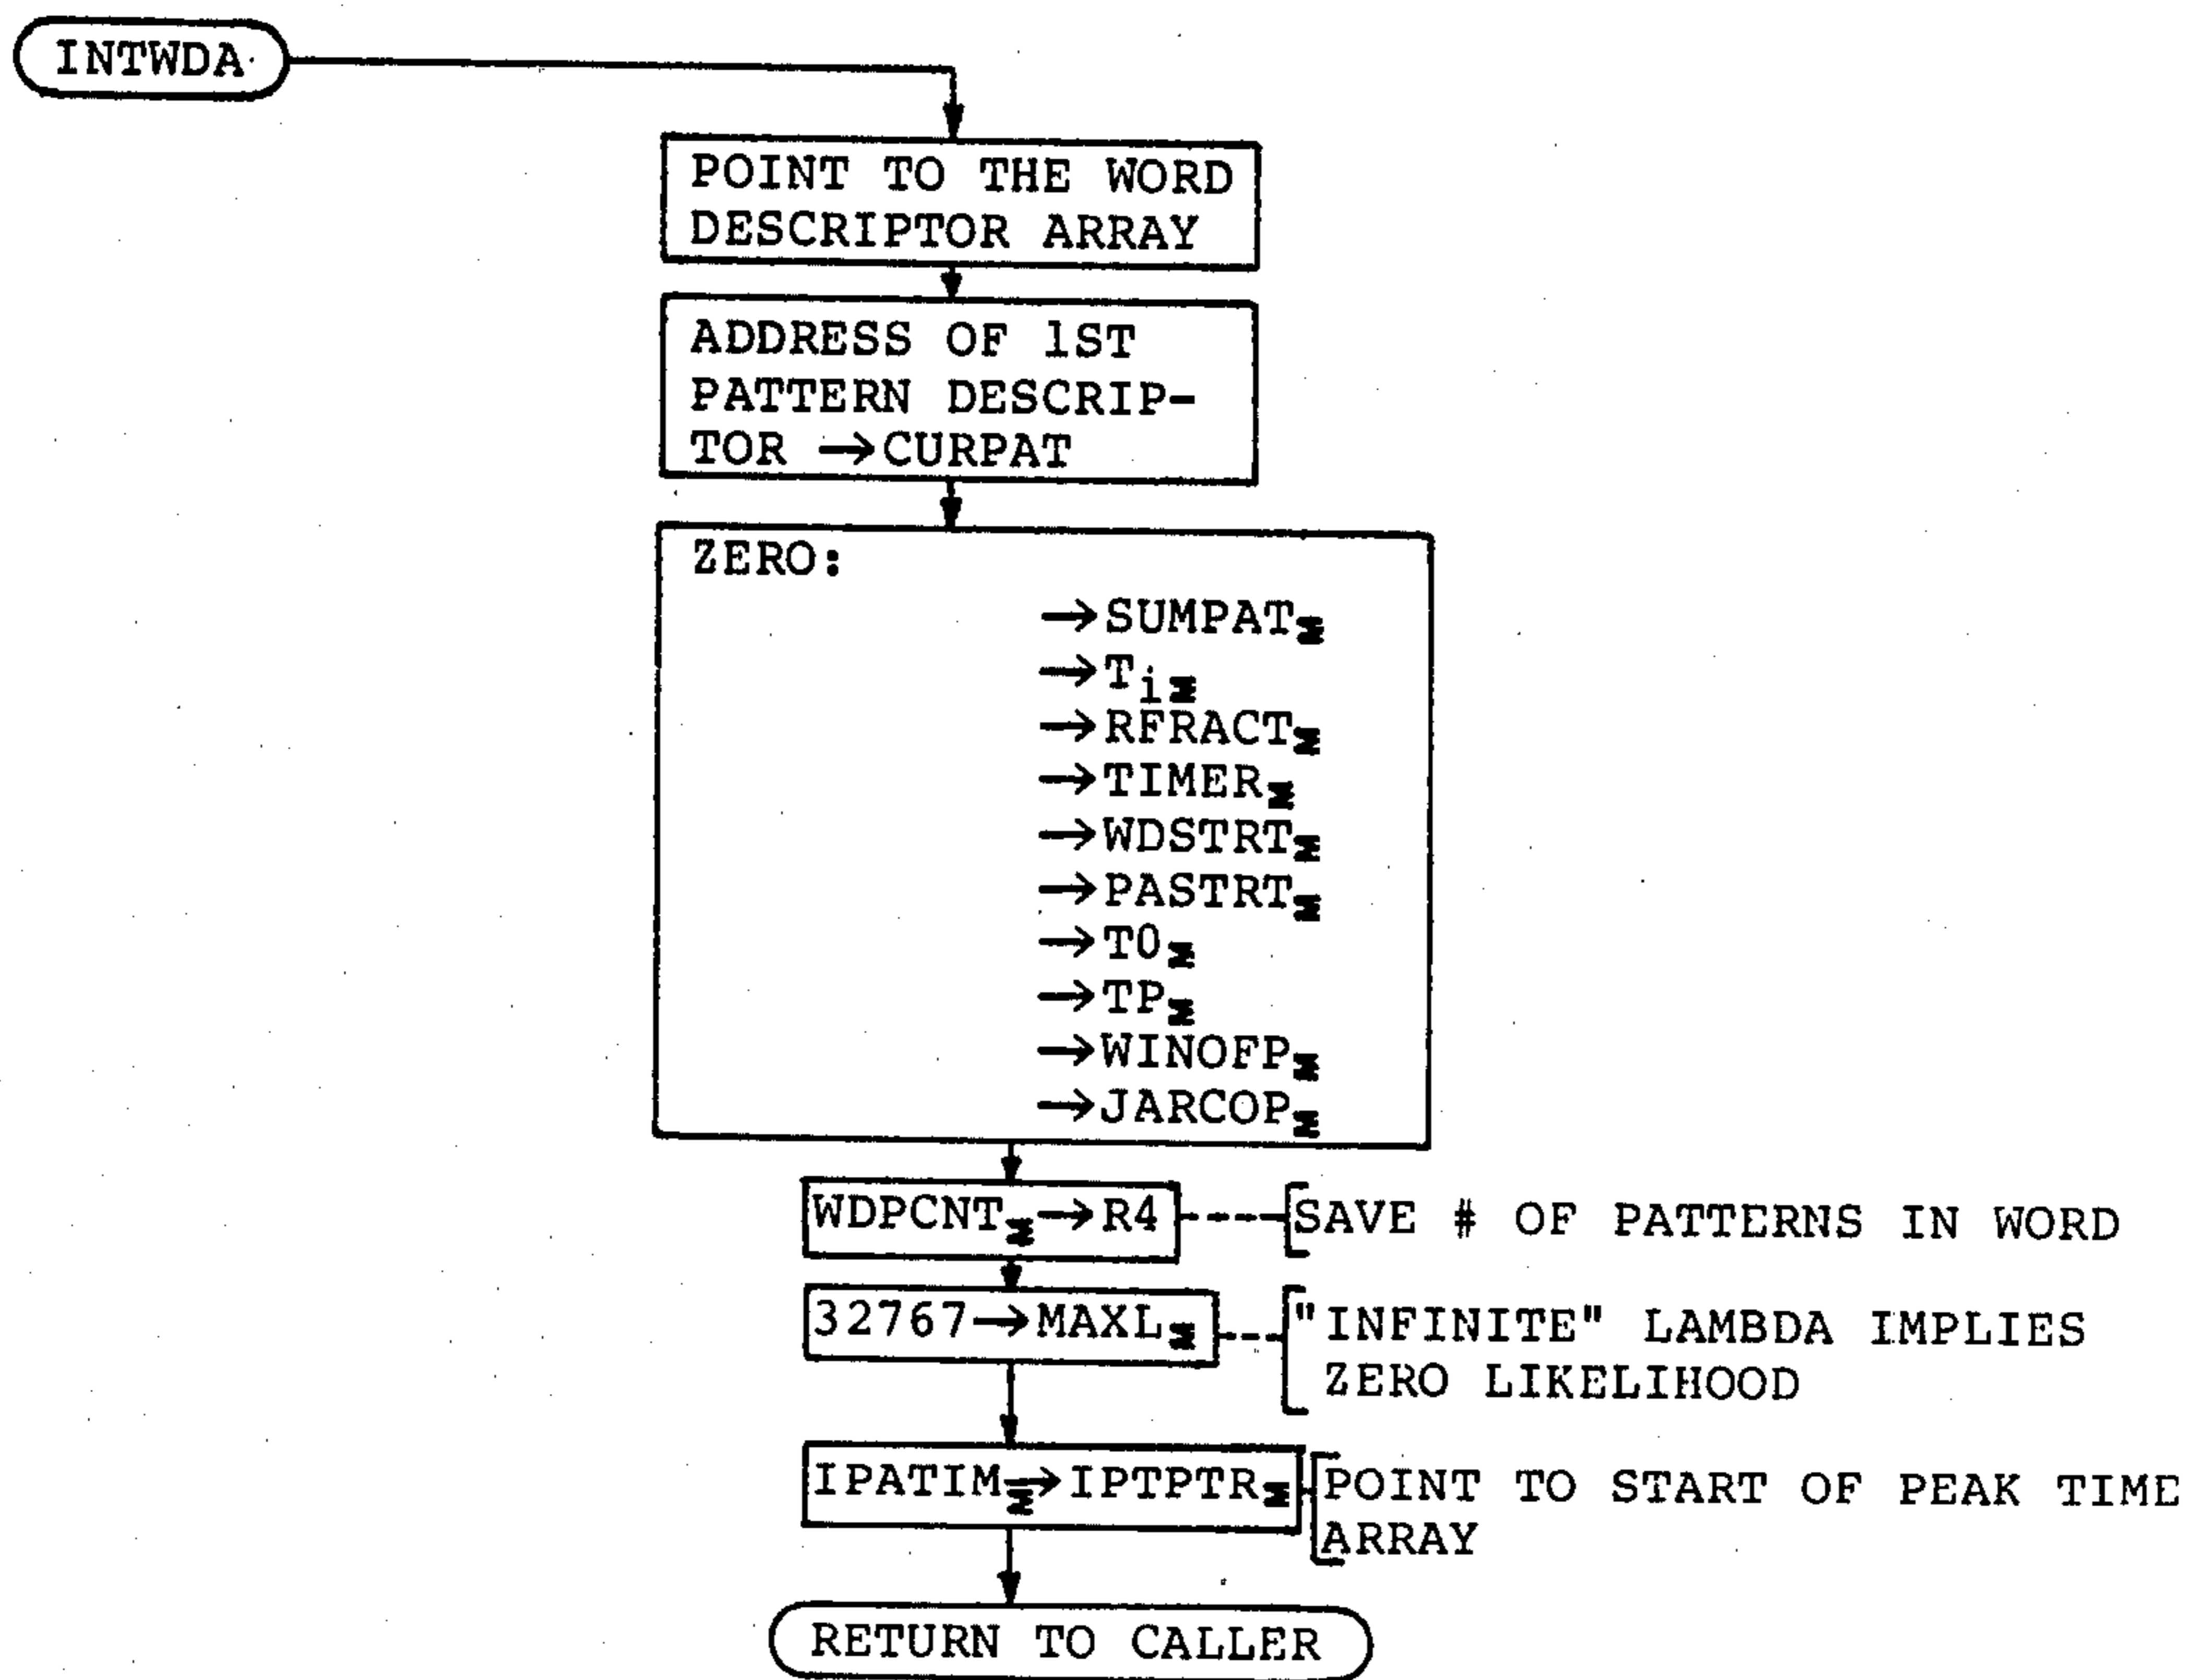 INTWDA
POINT TO THE WORD
DESCRIPTOR ARRAY
ADDRESS OF 1ST
PATTERN DESCRIP-
TOR →CURPAT
ZERO:
→SUMPAT
→Ti
→RFRACT
→TIMER
→WDSTRT
→PASTRT
→T0
→TP
→WINOFP
→JARCOP
WDPCNT →R4
SAVE # OF PATTERNS IN WORD
32767→MAXL
"INFINITE" LAMBDA IMPLIES
ZERO LIKELIHOOD
IPATIM →IPTPTR
POINT TO START OF PEAK TIME
ARRAY
RETURN TO CALLER